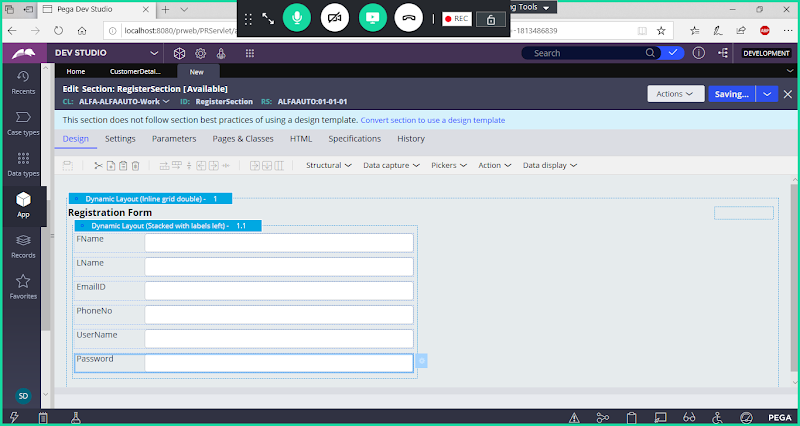 Pega Dev Studio
ng Tools
localhost:8080/prweb/PRServlet/a
-1813486839
REC
ABP
DEV STUDIO
Search
DEVELOPMENT
Home
CustomerDetai...
New
Recents
Case types
Data types
App
Records
Favorites
SD
Edit Section: RegisterSection [Available]
CL: ALFA-ALFAAUTO-Work
ID: RegisterSection
RS: ALFAAUTO:01-01-01
Actions
Saving...
This section does not follow section best practices of using a design template. Convert section to use a design template
Design
Settings
Parameters
Pages & Classes
HTML
Specifications
History
Structural
Data capture
Pickers
Action
Data display
Dynamic Layout (Inline grid double) - 1
Registration Form
Dynamic Layout (Stacked with labels left) - 1.1
FName
LName
EmailID
PhoneNo
UserName
Password
PEGA